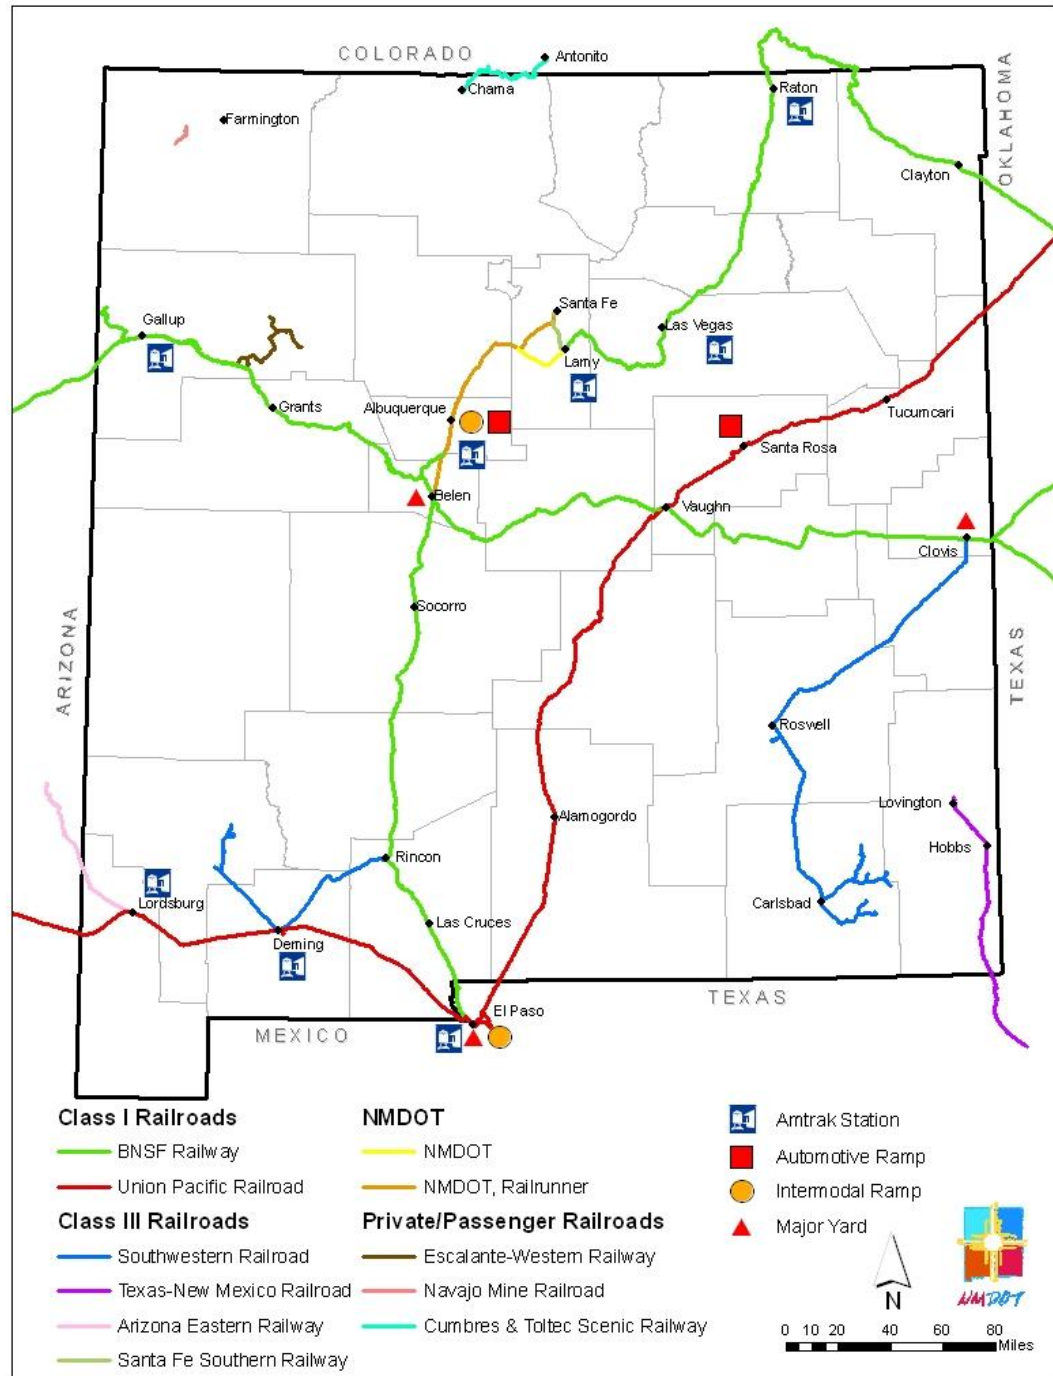 COLORADO
Antonito
Chama
Raton
OKLAHOMA
Farmington
Clayton
Santa Fe
Gallup
Las Vegas
Lamy
Grants
Albuquerque
Tucumcari
Santa Rosa
Belen
Vaughn
Clovis
Socorro
ARIZONA
TEXAS
Roswell
Lovington
Alamogordo
Hobbs
Rincon
Carlsbad
Lordsburg
Las Cruces
Deming
TEXAS
El Paso
MEXICO
Class I Railroads
BNSF Railway
Union Pacific Railroad
Class III Railroads
Southwestern Railroad
Texas-New Mexico Railroad
Arizona Eastern Railway
Santa Fe Southern Railway
NMDOT
NMDOT
NMDOT, Railrunner
Private/Passenger Railroads
Escalante-Western Railway
Navajo Mine Railroad
Cumbres & Toltec Scenic Railway
Amtrak Station
Automotive Ramp
Intermodal Ramp
Major Yard
N
NMDOT
0 20 40 60 80
Miles